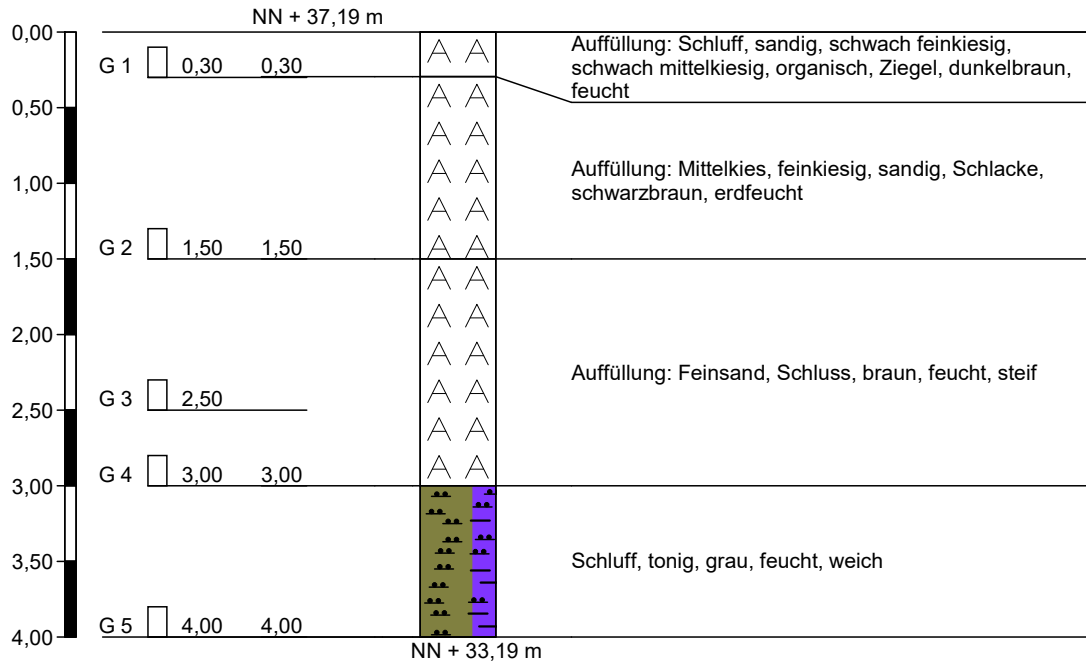 NN + 37,19 m
0,00
Auffüllung: Schluff, sandig, schwach feinkiesig,
schwach mittelkiesig, organisch, Ziegel, dunkelbraun,
feucht
G 1 0,30 0,30
0,50
Auffüllung: Mittelkies, feinkiesig, sandig, Schlacke,
schwarzbraun, erdfeucht
1,00
G 2 1,50 1,50
1,50
2,00
Auffüllung: Feinsand, Schluss, braun, feucht, steif
G 3 2,50
2,50
G 4 3,00 3,00
3,00
3,50
Schluff, tonig, grau, feucht, weich
G 5 4,00 4,00
4,00
NN + 33,19 m